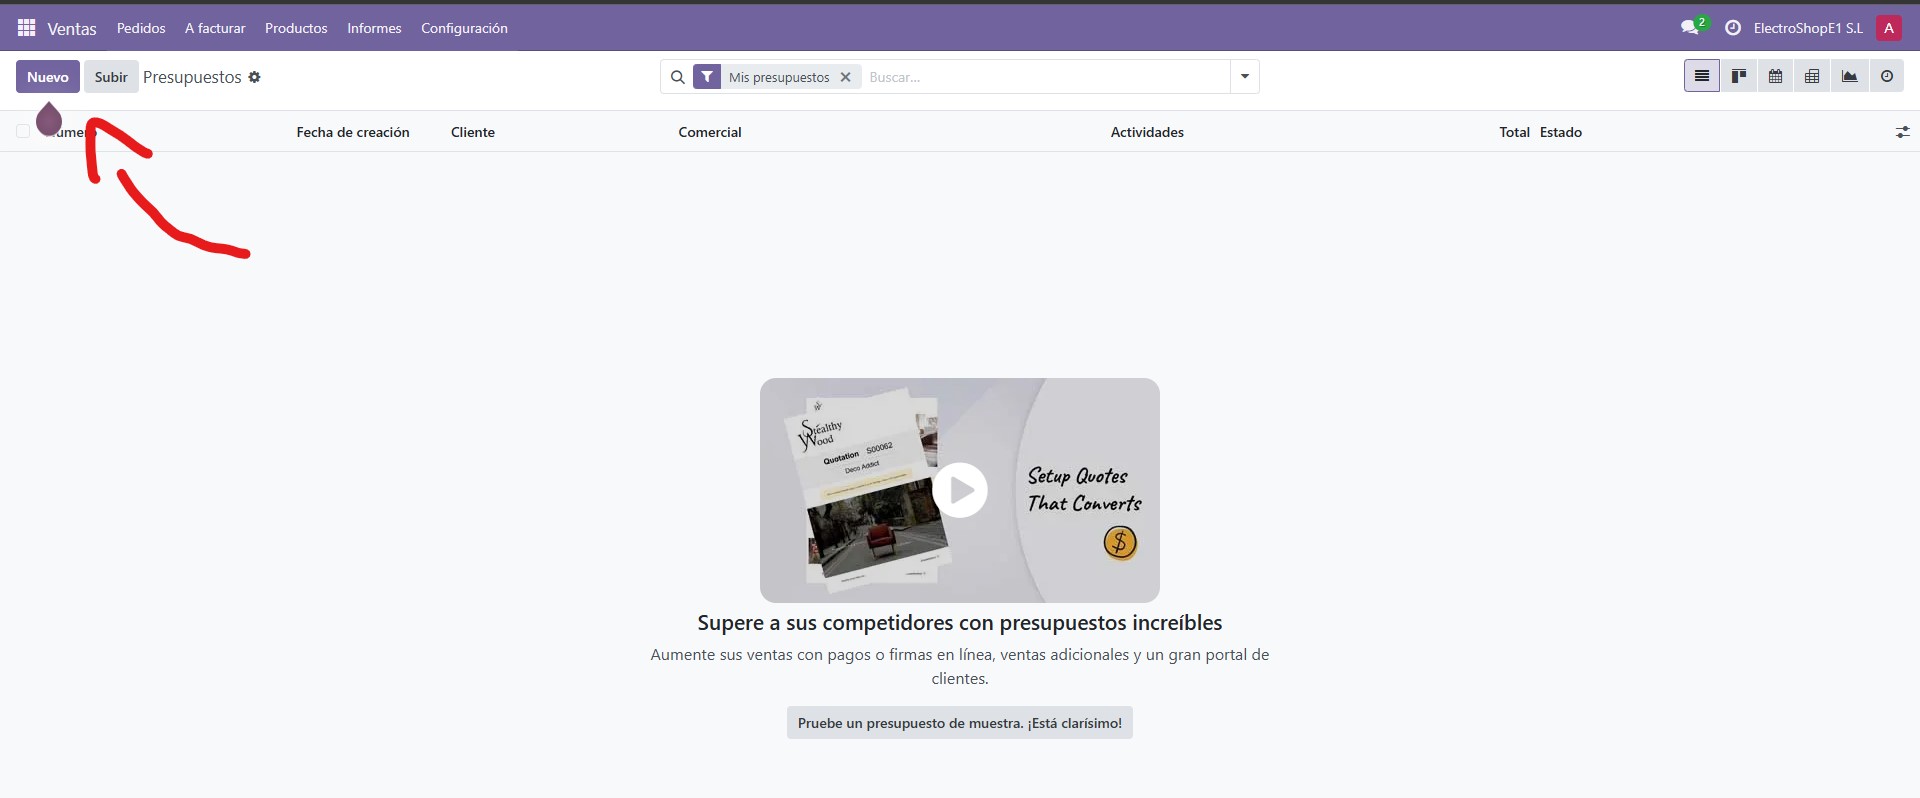 Ventas Pedidos A facturar Productos Informes Configuración 2 ElectroShopE1 S.L A
Nuevo Subir Presupuestos Mis presupuestos Buscar...
Número Fecha de creación Cliente Comercial Actividades Total Estado
Stealthy
Wood
Quotation S00062
Deco Addict
Setup Quotes
That Converts
$
Supere a sus competidores con presupuestos increíbles
Aumente sus ventas con pagos o firmas en línea, ventas adicionales y un gran portal de
clientes.
Pruebe un presupuesto de muestra. ¡Está clarísimo!